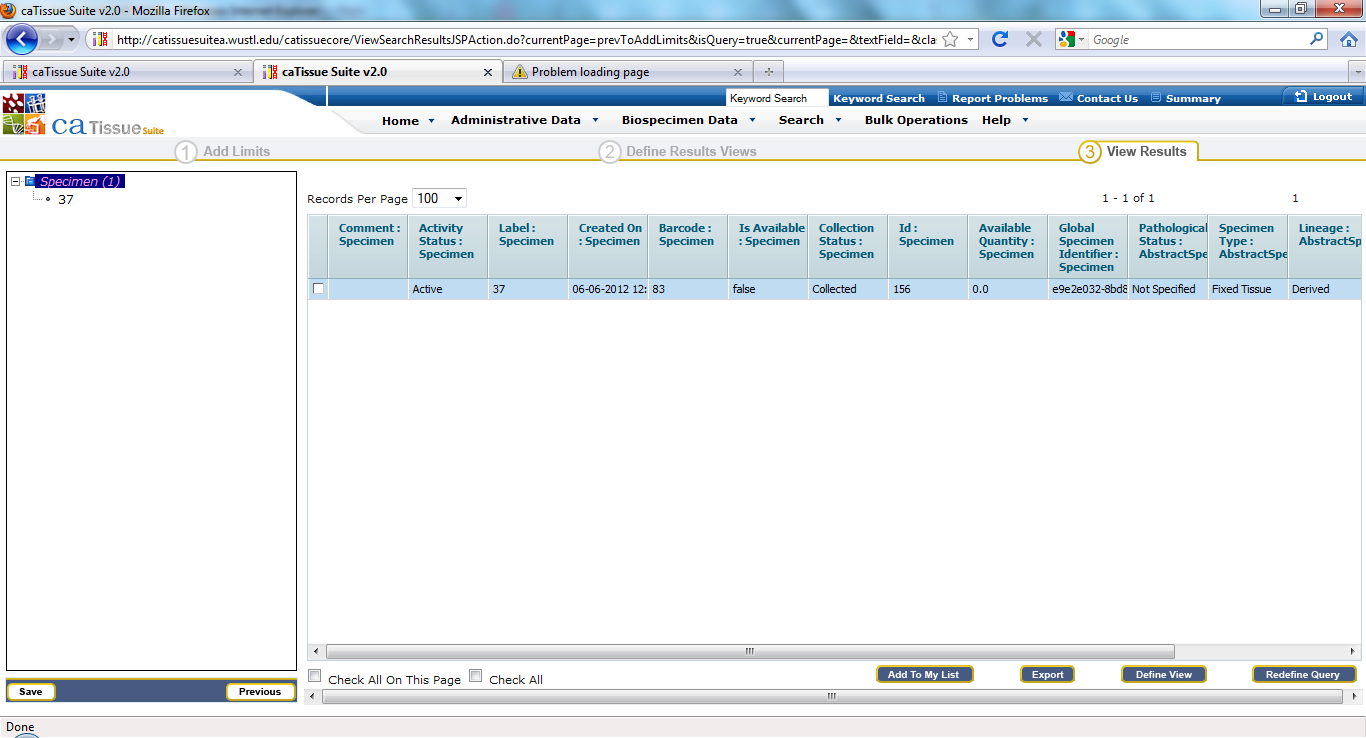 caTissue Suite v2.0 - Mozilla Firefox
http://catissuesuitea.wustl.edu/catissuecore/ViewSearchResultsJSPAction.do?currentPage=prevToAddLimits&isQuery=true&currentPage=&textField=&cla
Google
caTissue Suite v2.0
caTissue Suite v2.0
Problem loading page
Keyword Search Keyword Search Report Problems Contact Us Summary Logout
ca Tissue Suite
Home Administrative Data Biospecimen Data Search Bulk Operations Help
1 Add Limits 2 Define Results Views 3 View Results
Specimen (1)
37
Records Per Page 100 1 - 1 of 1 1
Comment : Specimen
Activity Status : Specimen
Label : Specimen
Created On : Specimen
Barcode : Specimen
Is Available : Specimen
Collection Status : Specimen
Id : Specimen
Available Quantity : Specimen
Global Specimen Identifier : Specimen
Pathological Status : AbstractSpe
Specimen Type : AbstractSpe
Lineage : AbstractSp
Active 37 06-06-2012 12: 83 false Collected 156 0.0 e9e2e032-8bd8 Not Specified Fixed Tissue Derived
Check All On This Page Check All
Add To My List Export Define View Redefine Query
Save Previous
Done